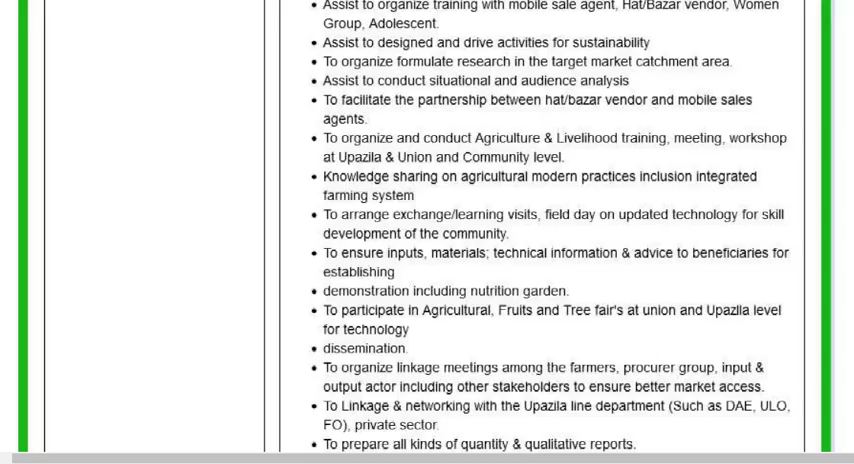 • Assist to organize training with mobile sale agent, Hat/Bazar vendor, Women
Group, Adolescent.
• Assist to designed and drive activities for sustainability
• To organize formulate research in the target market catchment area.
• Assist to conduct situational and audience analysis
• To facilitate the partnership between hat/bazar vendor and mobile sales
agents.
• To organize and conduct Agriculture & Livelihood training, meeting, workshop
at Upazila & Union and Community level.
• Knowledge sharing on agricultural modern practices inclusion integrated
farming system
• To arrange exchange/learning visits, field day on updated technology for skill
development of the community.
• To ensure inputs, materials; technical information & advice to beneficiaries for
establishing
• demonstration including nutrition garden.
• To participate in Agricultural, Fruits and Tree fair's at union and Upazila level
for technology
• dissemination.
• To organize linkage meetings among the farmers, procurer group, input &
output actor including other stakeholders to ensure better market access.
• To Linkage & networking with the Upazila line department (Such as DAE, ULO,
FO), private sector.
• To prepare all kinds of quantity & qualitative reports.